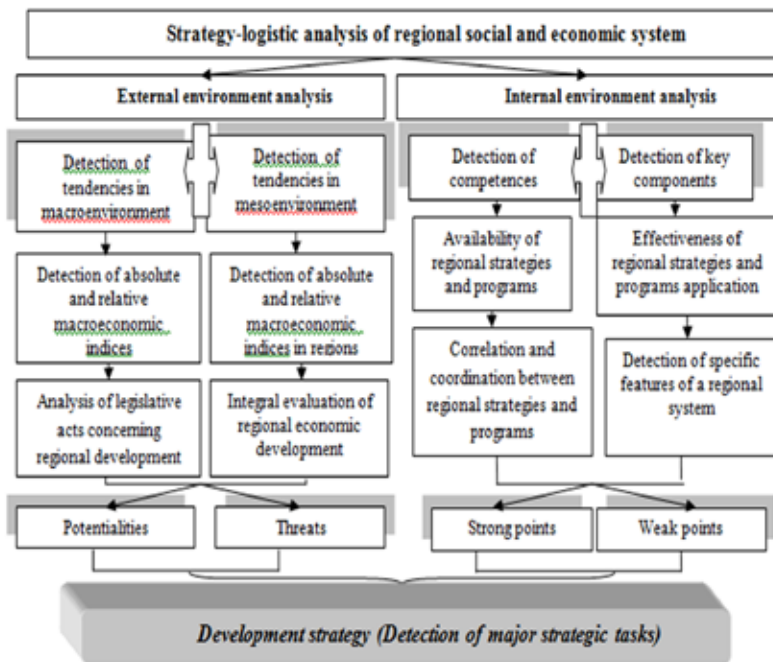 Strategy-logistic analysis of regional social and economic system
External environment analysis
Internal environment analysis
Detection of
tendencies in
macroenvironment
Detection of
tendencies in
mesoenvironment
Detection of
competences
Detection of key
components
Detection of absolute
and relative
macroeconomic
indices
Detection of absolute
and relative
macroeconomic
indices in regions
Availability of
regional strategies
and programs
Effectiveness of
regional strategies and
programs application
Analysis of legislative
acts concerning
regional development
Integral evaluation of
regional economic
development
Correlation and
coordination between
regional strategies and
programs
Detection of specific
features of a regional
system
Potentialities
Threats
Strong points
Weak points
Development strategy (Detection of major strategic tasks)